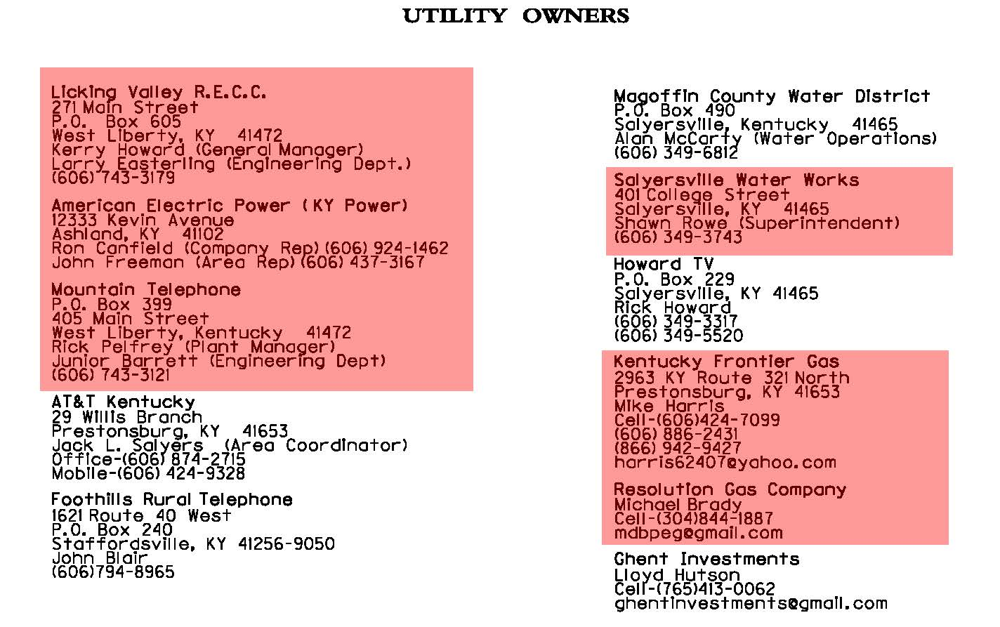 UTILITY OWNERS
Licking Valley R.E.C.C.
271 Main Street
P.O. Box 605
West Liberty, KY 41472
Kerry Howard (General Manager)
Larry Easterling (Engineering Dept.)
(606) 743-3179
American Electric Power (KY Power)
12333 Kevin Avenue
Ashland, KY 41102
Ron Canfield (Company Rep) (606) 924-1462
John Freeman (Area Rep) (606) 437-3167
Mountain Telephone
P.O. Box 399
405 Main Street
West Liberty, Kentucky 41472
Rick Pelfrey (Plant Manager)
Junior Barrett (Engineering Dept)
(606) 743-3121
AT&T Kentucky
29 Willis Branch
Prestonsburg, KY 41653
Jack L. Salyers (Area Coordinator)
Office-(606) 874-2715
Mobile-(606) 424-9328
Foothills Rural Telephone
1621 Route 40 West
P.O. Box 240
Staffordsville, KY 41256-9050
John Blair
(606)794-8965
Magoffin County Water District
P.O. Box 490
Salyersville, Kentucky 41465
Alan McCarty (Water Operations)
(606) 349-6812
Salyersville Water Works
401 College Street
Salyersville, KY 41465
Shawn Rowe (Superintendent)
(606) 349-3743
Howard TV
P.O. Box 229
Salyersville, KY 41465
Rick Howard
(606) 349-3317
(606) 349-5520
Kentucky Frontier Gas
2963 KY Route 321 North
Prestonsburg, KY 41653
Mike Harris
Cell-(606)424-7099
(606) 886-2431
(866) 942-9427
harris62407@yahoo.com
Resolution Gas Company
Michael Brady
Cell-(304)844-1887
mdbpeg@gmail.com
Ghent Investments
Lloyd Hutson
Cell-(765)413-0062
ghentinvestments@gmail.com